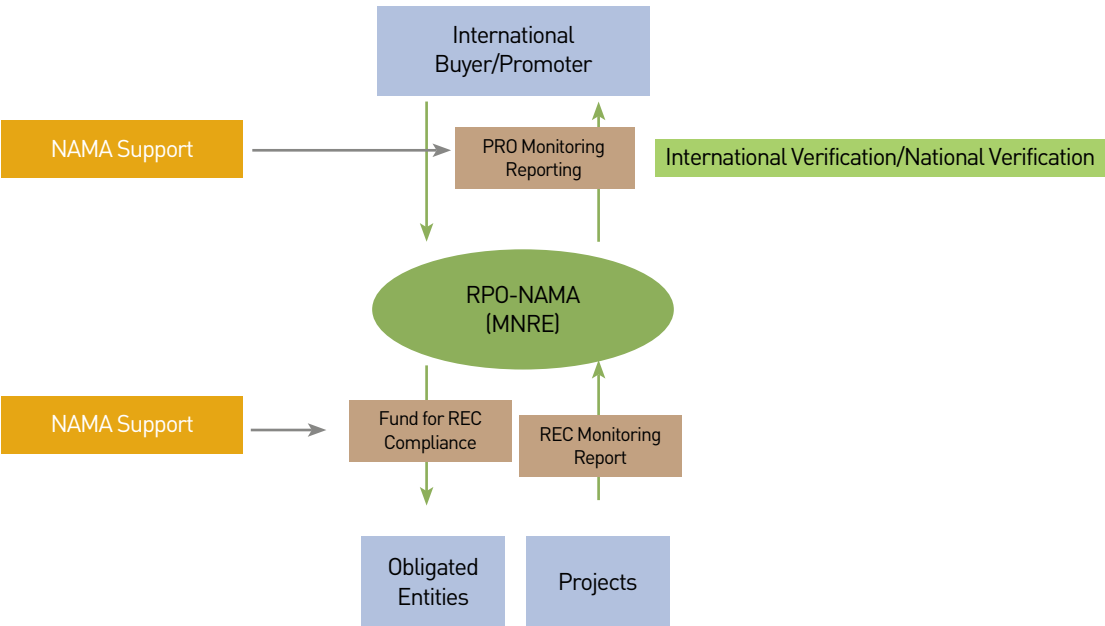 International
Buyer/Promoter
NAMA Support
PRO Monitoring
Reporting
International Verification/National Verification
RPO-NAMA
(MNRE)
NAMA Support
Fund for REC
Compliance
REC Monitoring
Report
Obligated
Entities
Projects